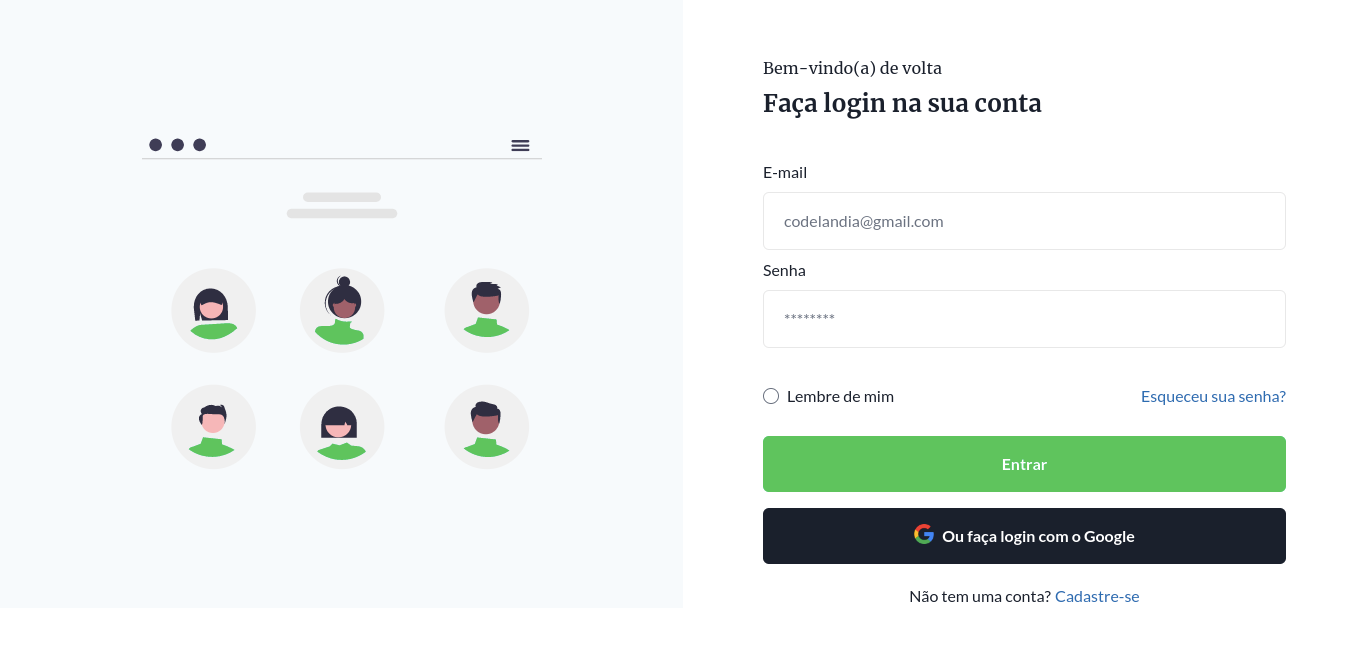 Bem-vindo(a) de volta
Faça login na sua conta
E-mail
codelandia@gmail.com
Senha
********
Lembre de mim
Esqueceu sua senha?
Entrar
Ou faça login com o Google
Não tem uma conta? Cadastre-se